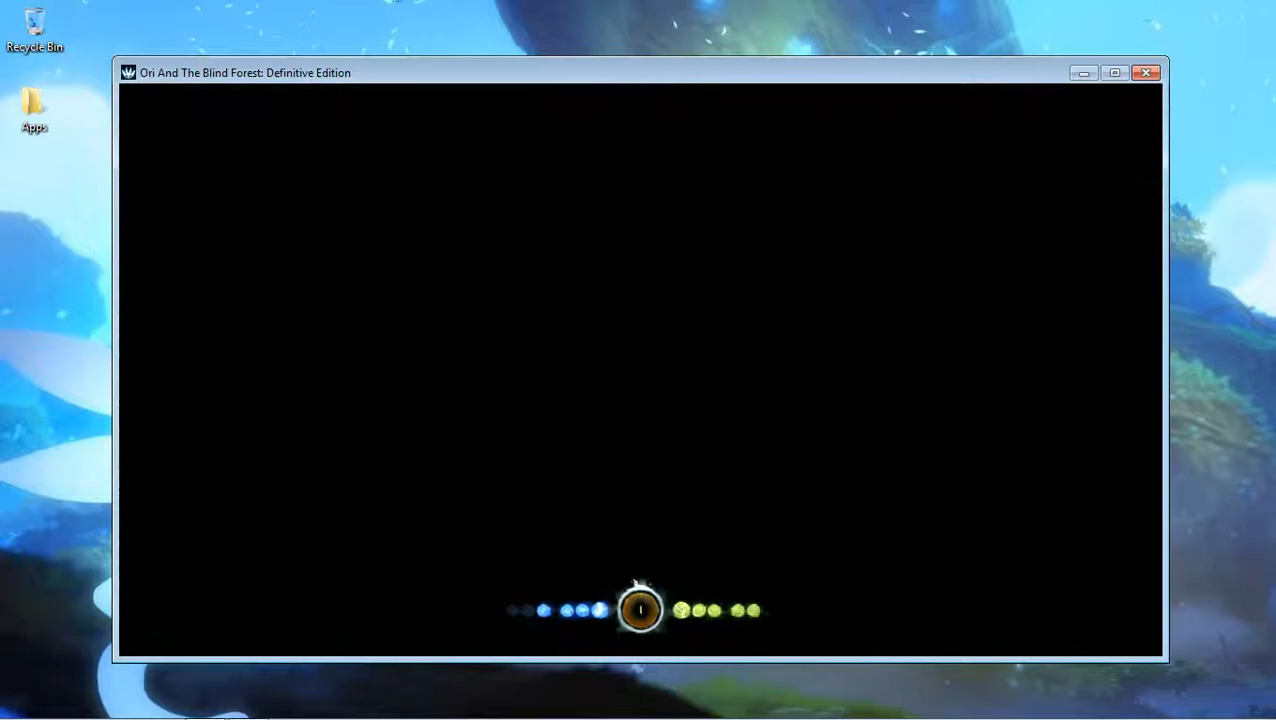 Recycle Bin
Ori And The Blind Forest: Definitive Edition
Apps